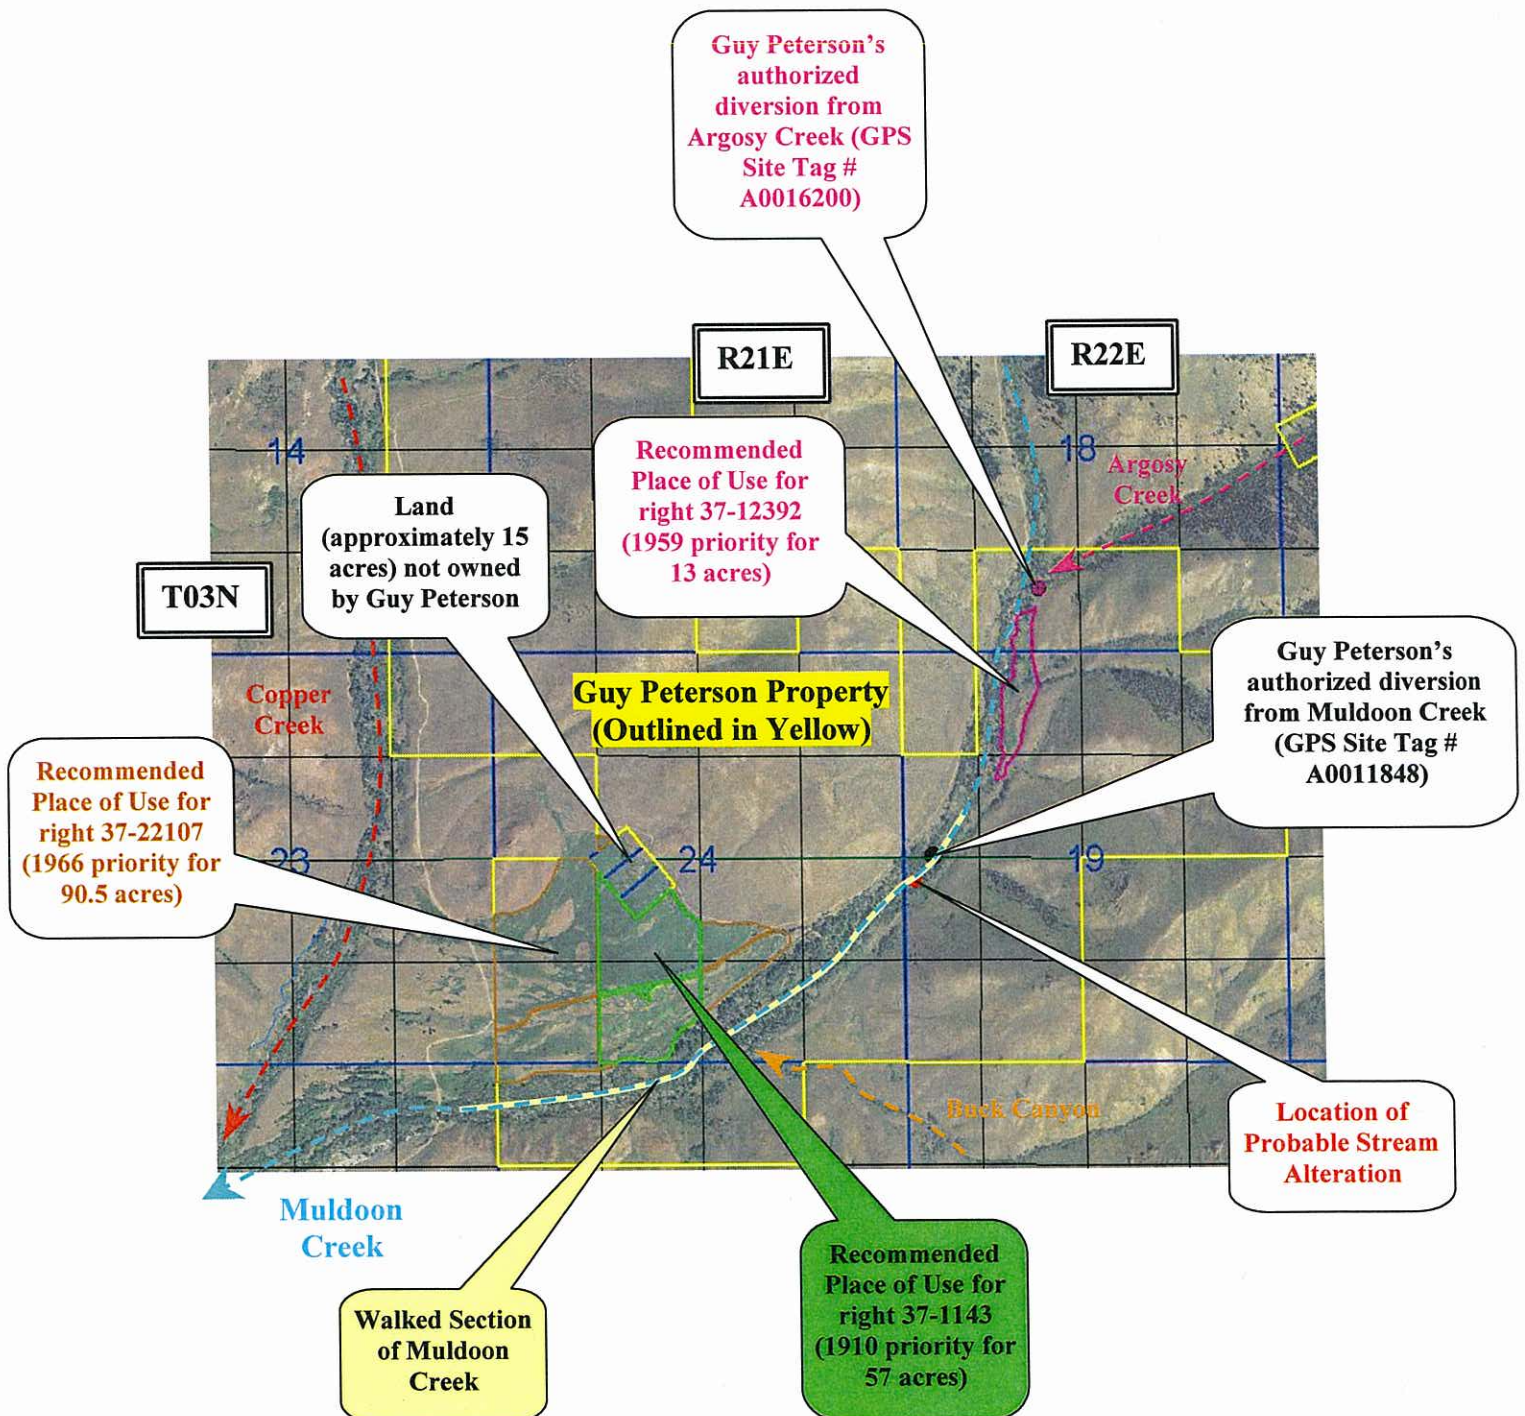 Guy Peterson's
authorized
diversion from
Argosy Creek (GPS
Site Tag #
A0016200)
R21E
R22E
14
18
Argosy
Creek
Recommended
Place of Use for
right 37-12392
(1959 priority for
13 acres)
Land
(approximately 15
acres) not owned
by Guy Peterson
T03N
Copper
Creek
Guy Peterson Property
(Outlined in Yellow)
Guy Peterson's
authorized diversion
from Muldoon Creek
(GPS Site Tag #
A0011848)
Recommended
Place of Use for
right 37-22107
(1966 priority for
90.5 acres)
23
24
19
Buck Canyon
Location of
Probable Stream
Alteration
Muldoon
Creek
Recommended
Place of Use for
right 37-1143
(1910 priority for
57 acres)
Walked Section
of Muldoon
Creek